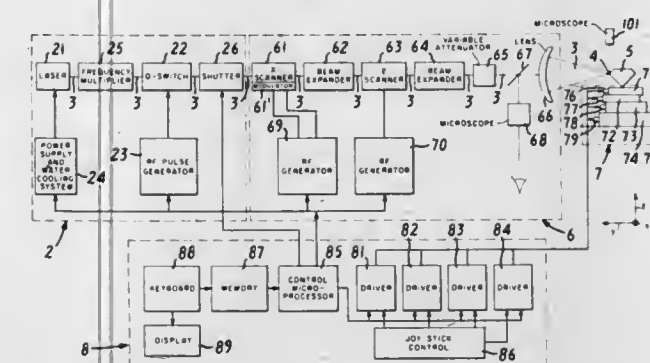 MICROSCOPE
101
VARIABLE
ATTENUATOR
LENS
21 25 22 26 61 62 63 64 65 67 3 4 5
LASER
FREQUENCY
MULTIPLIER
Q-SWITCH
SHUTTER
X
SCANNER
MODULATOR
BEAM
EXPANDER
Z
SCANNER
BEAM
EXPANDER
3 3 3 3 3 3 3 3
61'
66
76
77
78
79
72 73
74
7
MICROSCOPE
68
POWER
SUPPLY
AND
WATER
COOLING
SYSTEM
24
23
RF PULSE
GENERATOR
69
RF
GENERATOR
RF
GENERATOR
70
2
6
88 87 85 81 82 83 84
KEYBOARD
MEMORY
CONTROL
MICRO-
PROCESSOR
DRIVER
DRIVER
DRIVER
DRIVER
8
DISPLAY
89
JOY STICK
CONTROL
86